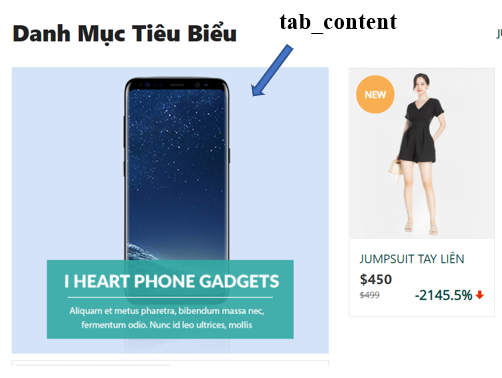 Danh Mục Tiêu Biểu
tab_content
JU
I HEART PHONE GADGETS
Aliquam et metus pharetra, bibendum massa nec,
fermentum odio. Nunc id leo ultrices, mollis
NEW
JUMPSUIT TAY LIỀN
$450
$499
-2145.5%